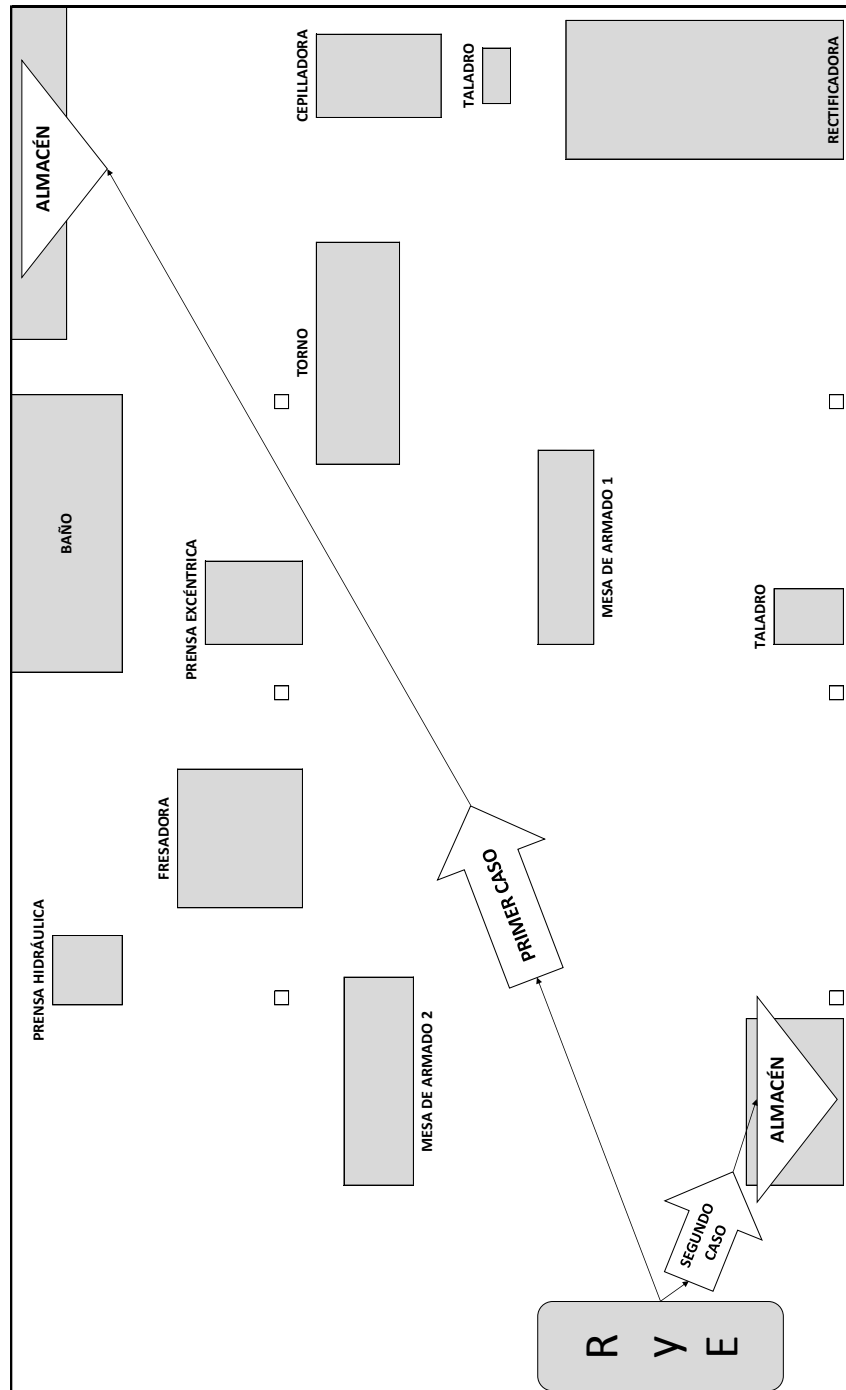 PRENSA HIDRÁULICA
ALMACÉN
BAÑO
FRESADORA
PRENSA EXCÉNTRICA
TORNO
CEPILLADORA
MESA DE ARMADO 2
TALADRO
PRIMER CASO
MESA DE ARMADO 1
R y E
SEGUNDO
CASO
TALADRO
ALMACÉN
RECTIFICADORA